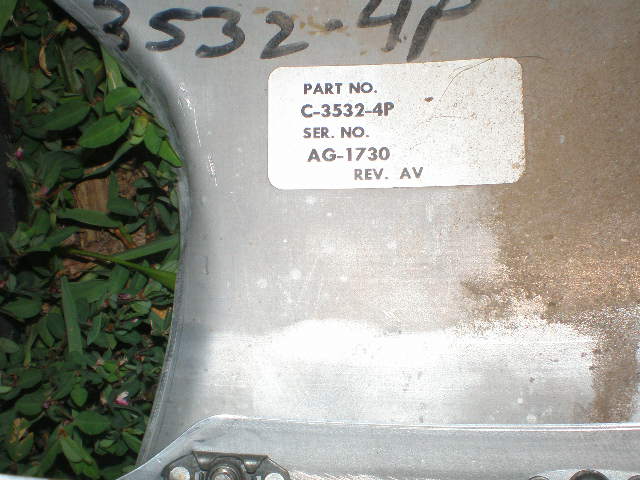 3532-4P
PART NO.
C-3532-4P
SER. NO.
AG-1730
REV. AV